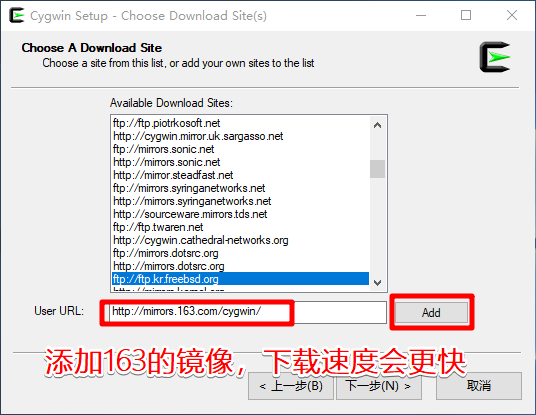 Cygwin Setup - Choose Download Site(s)
Choose A Download Site
Choose a site from this list, or add your own sites to the list
Available Download Sites:
ftp://ftp.piotrkosoft.net
http://cygwin.mirror.uk.sargasso.net
ftp://mirrors.sonic.net
http://mirrors.sonic.net
http://mirror.steadfast.net
ftp://mirrors.syringanetworks.net
http://mirrors.syringanetworks.net
http://sourceware.mirrors.tds.net
ftp://ftp.twaren.net
http://cygwin.cathedral-networks.org
ftp://mirrors.dotsrc.org
http://mirrors.dotsrc.org
ftp://ftp.kr.freebsd.org
User URL:
http://mirrors.163.com/cygwin/
Add
添加163的镜像，下载速度会更快
< 上一步(B)
下一步(N) >
取消